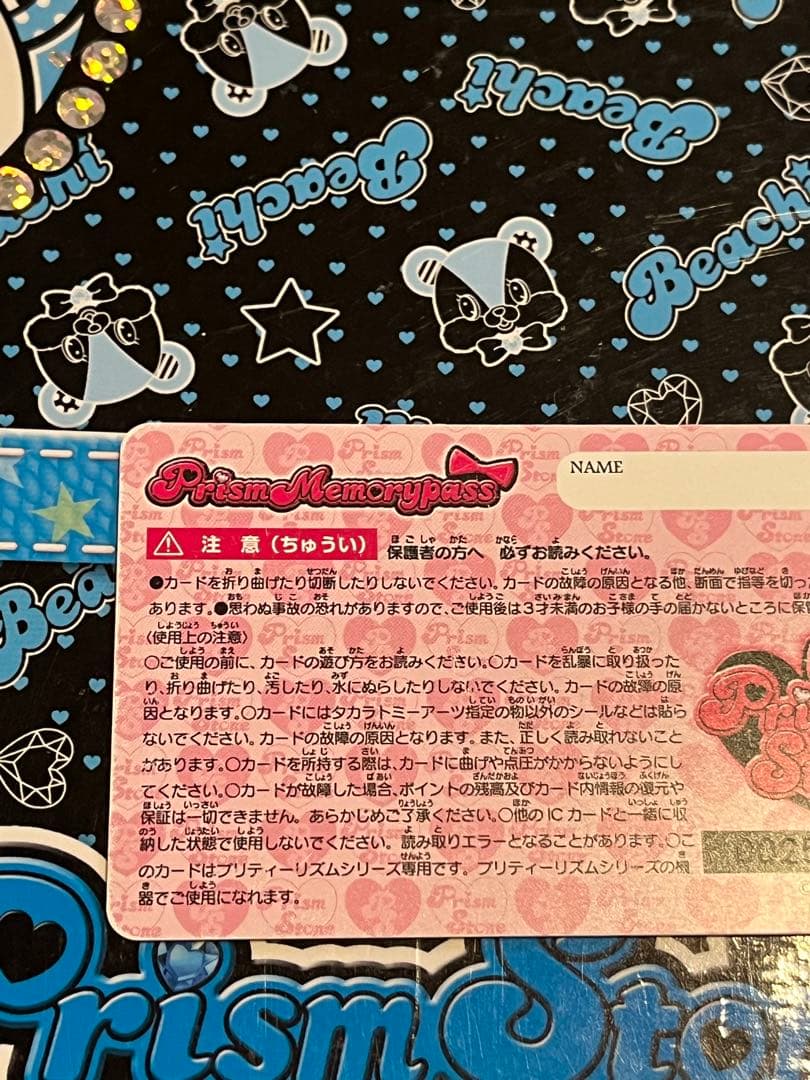 Beachi
Beachi
Beachi
Prism Memorypass
NAME
注 意（ちゅうい） 保護者の方へ 必ずお読みください。
●カードを折り曲げたり切断したりしないでください。カードの故障の原因となる他、断面で指等を切っ
あります。●思わぬ事故の恐れがありますので、ご使用後は3才未満のお子様の手の届かないところに保
〈使用上の注意〉
○ご使用の前に、カードの遊び方をお読みください。○カードを乱暴に取り扱った
り、折り曲げたり、汚したり、水にぬらしたりしないでください。カードの故障の原
因となります。○カードにはタカラトミーアーツ指定の物以外のシールなどは貼ら
ないでください。カードの故障の原因となります。また、正しく読み取れないこと
があります。○カードを所持する際は、カードに曲げや点圧がかからないようにし
てください。○カードが故障した場合、ポイントの残高及びカード内情報の復元や
保証は一切できません。あらかじめご了承ください。○他のICカードと一緒に収
納した状態で使用しないでください。読み取りエラーとなることがあります。○こ
のカードはプリティーリズムシリーズ専用です。プリティーリズムシリーズの機
器でご使用になれます。
Prism Stone